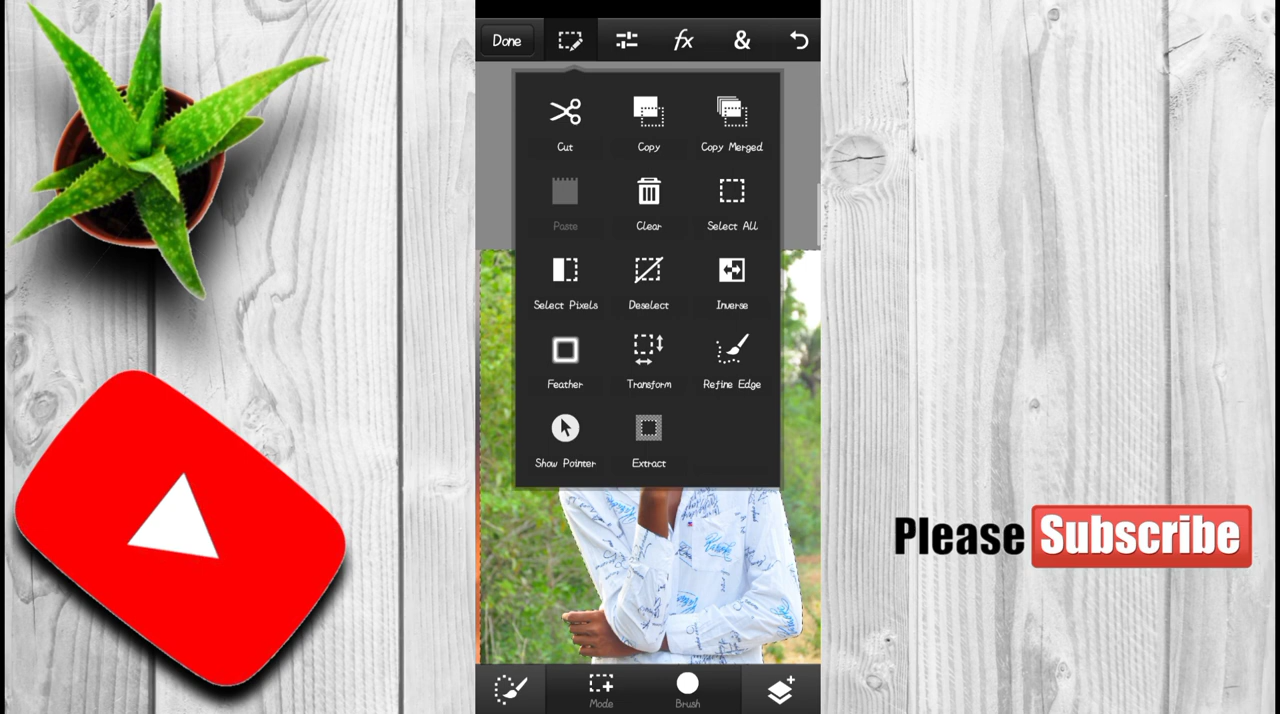 Done fx &
Cut Copy Copy Merged
Paste Clear Select All
Select Pixels Deselect Inverse
Feather Transform Refine Edge
Show Pointer Extract
Please Subscribe
Mode Brush